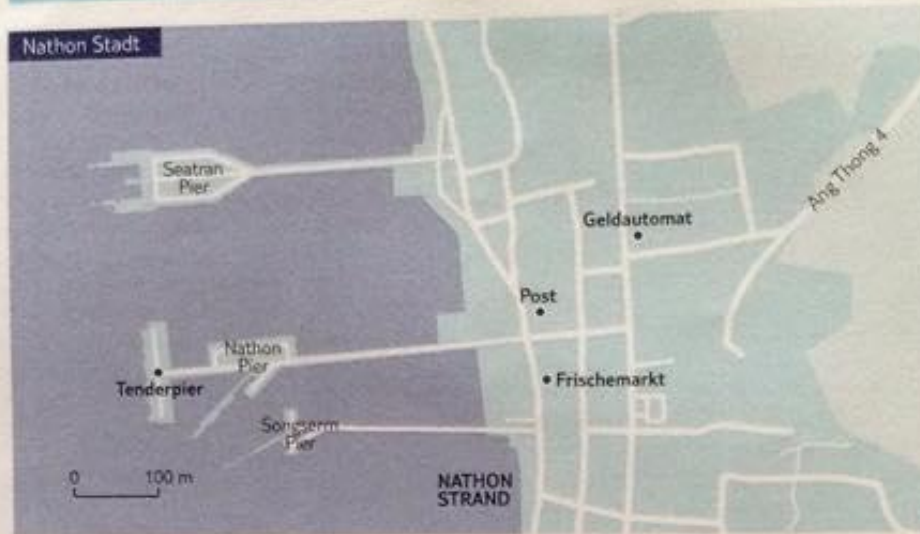 Nathon Stadt
Seatran
Pier
Ang Thong 4
Geldautomat
Post
Nathon
Pier
Tenderpier
Frischemarkt
Songserm
Pier
0 100 m
NATHON
STRAND